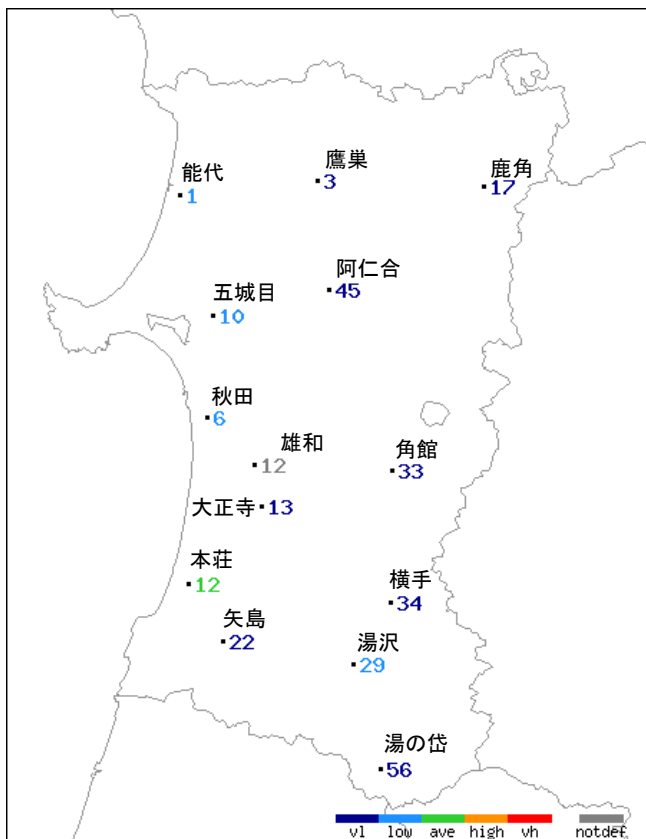 鷹巣
3
能代
1
鹿角
17
阿仁合
45
五城目
10
秋田
6
雄和
12
角館
33
大正寺 13
本荘
12
横手
34
矢島
22
湯沢
29
湯の岱
56
vl low ave high vh notdef